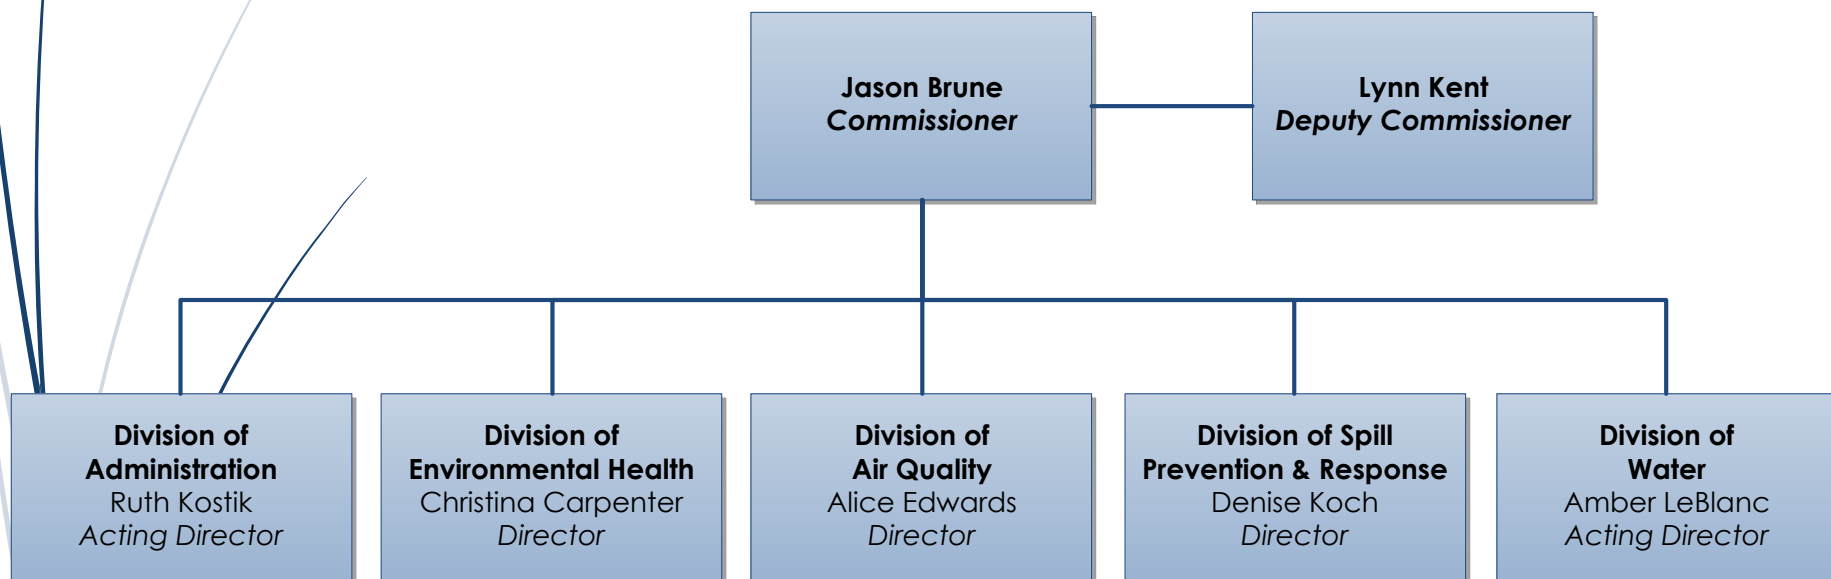 Jason Brune
Commissioner
Lynn Kent
Deputy Commissioner
Division of
Administration
Ruth Kostik
Acting Director
Division of
Environmental Health
Christina Carpenter
Director
Division of
Air Quality
Alice Edwards
Director
Division of Spill
Prevention & Response
Denise Koch
Director
Division of
Water
Amber LeBlanc
Acting Director